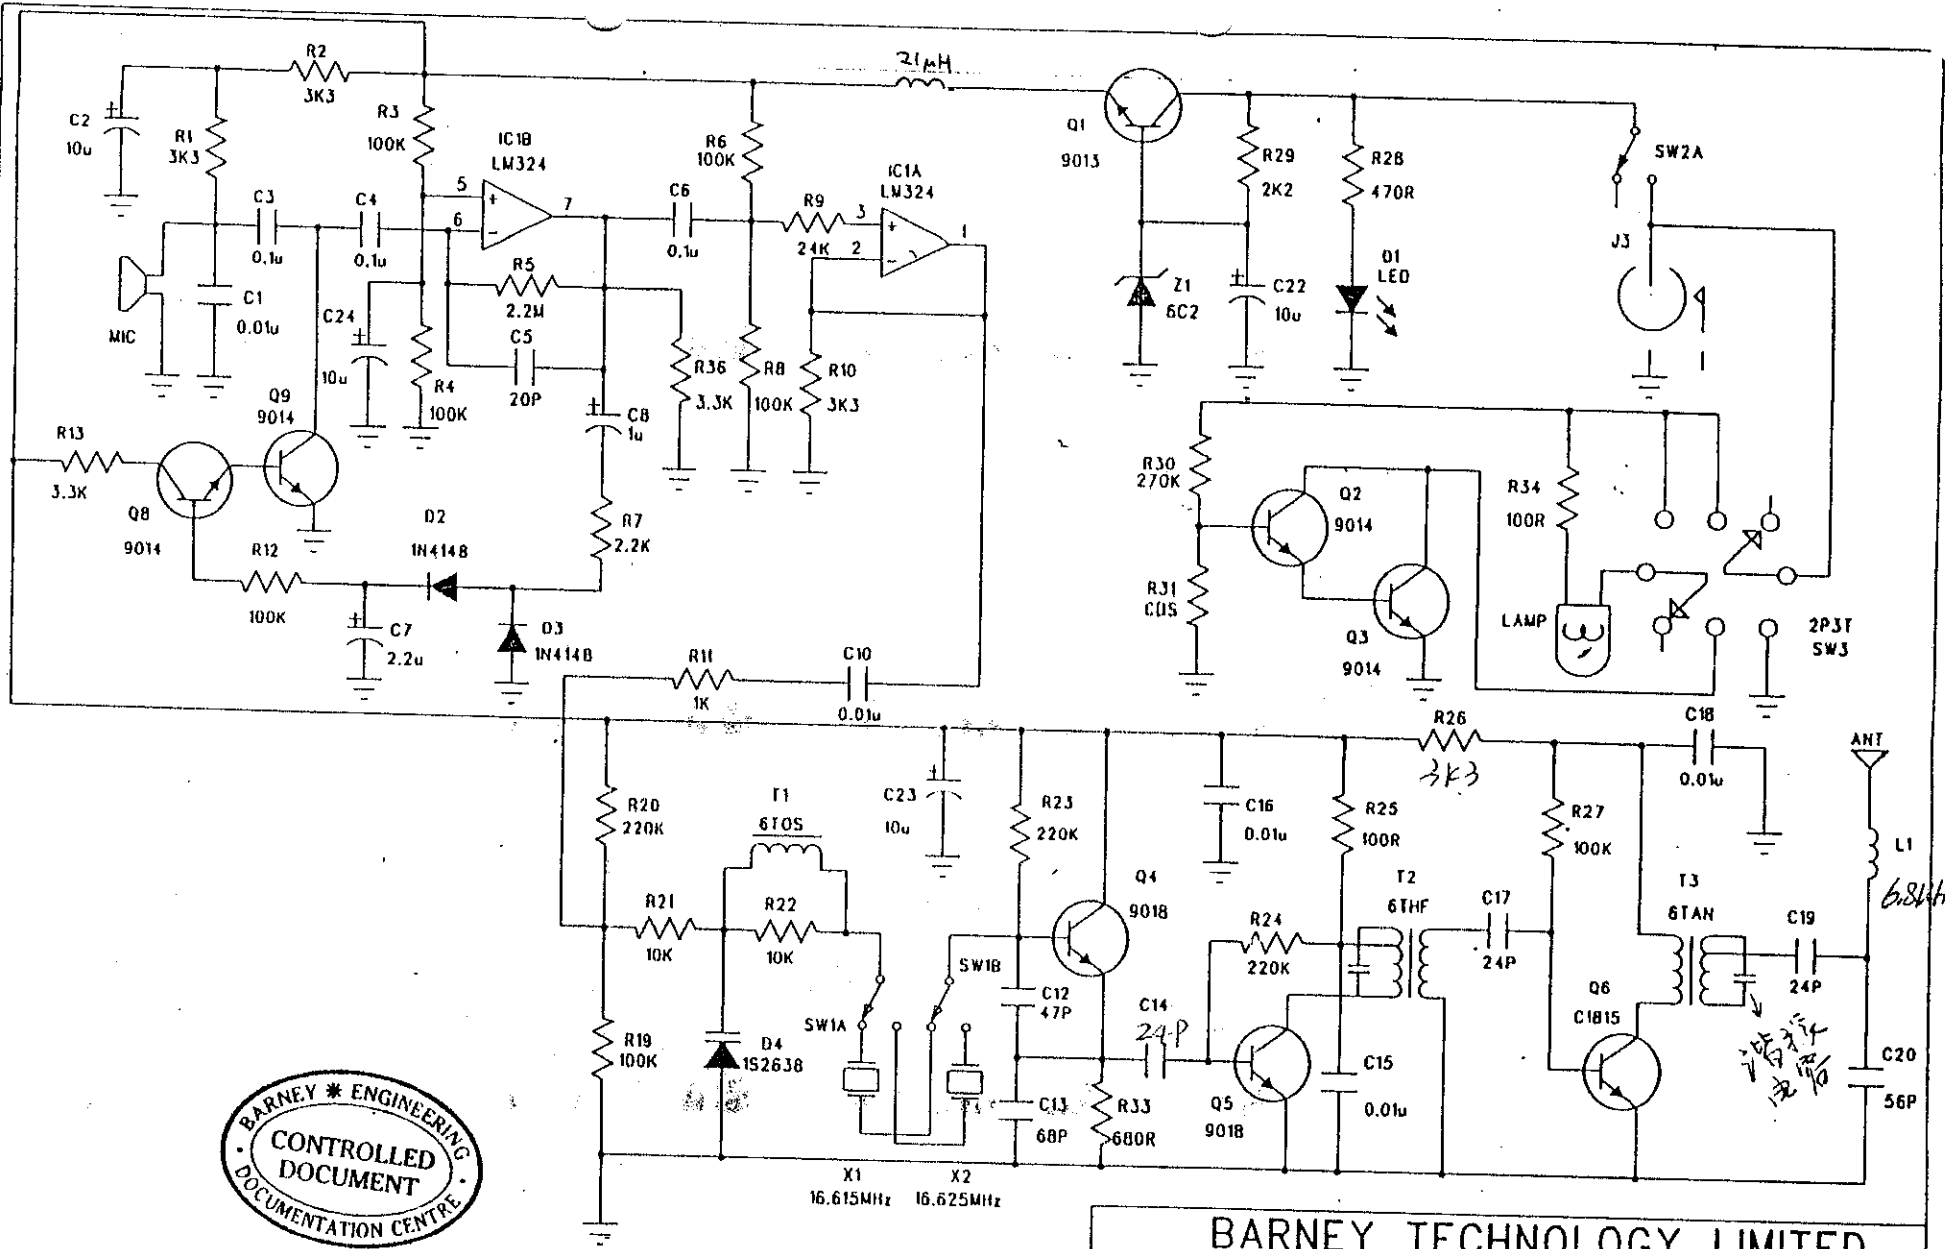 21µH
R2
3K3
C2
10u
R1
3K3
R3
100K
IC1B
LM324
R6
100K
IC1A
LM324
Q1
9013
R29
2K2
R28
470R
SW2A
C3
0.1u
C4
0.1u
5
+
6
-
7
C6
0.1u
R9
24K
3
+
2
-
1
J3
MIC
C1
0.01u
C24
10u
R5
2.2M
C5
20P
R4
100K
R36
3.3K
R8
100K
R10
3K3
Z1
6C2
C22
10u
D1
LED
Q9
9014
C8
1u
R13
3.3K
Q8
9014
R12
100K
D2
1N4148
R7
2.2K
C7
2.2u
D3
1N4148
R30
270K
Q2
9014
R34
100R
R31
CDS
Q3
9014
LAMP
2P3T
SW3
R11
1K
C10
0.01u
R26
3K3
C18
0.01u
ANT
R20
220K
T1
6TOS
C23
10u
R23
220K
C16
0.01u
R25
100R
R27
100K
L1
Q4
9018
T2
6THF
C17
24P
T3
6TAN
C19
24P
R21
10K
R22
10K
SW1B
R24
220K
SW1A
C12
47P
C14
24P
Q6
C1815
R19
100K
D4
1S2638
C13
68P
R33
680R
Q5
9018
C15
0.01u
C20
56P
X1
16.615MHz
X2
16.625MHz
BARNEY ✳ ENGINEERING
CONTROLLED
DOCUMENT
DOCUMENTATION CENTRE
BARNEY TECHNOLOGY LIMITED